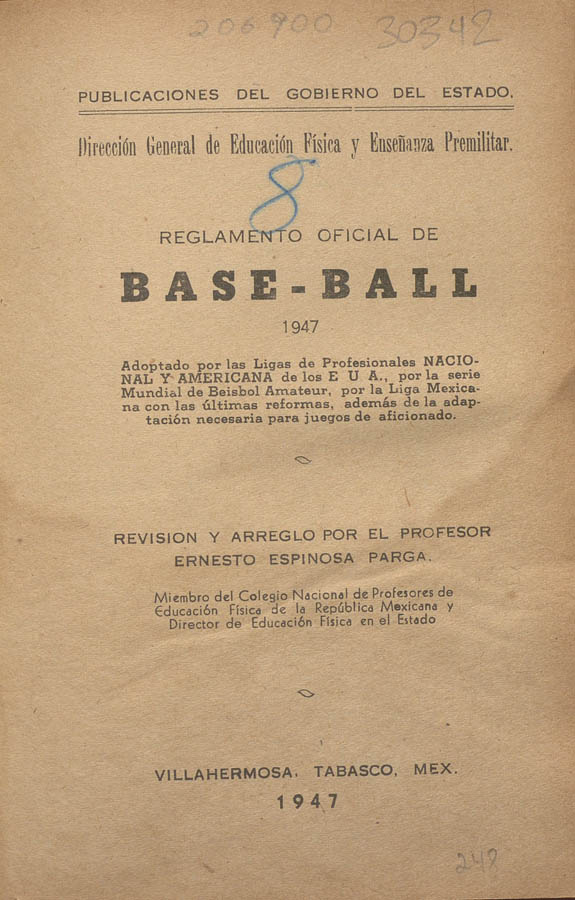 206900 30342
PUBLICACIONES DEL GOBIERNO DEL ESTADO.
Dirección General de Educación Física y Enseñanza Premilitar.
8
REGLAMENTO OFICIAL DE
BASE-BALL
1947
Adoptado por las Ligas de Profesionales NACIO-
NAL Y AMERICANA de los E U A., por la serie
Mundial de Beisbol Amateur, por la Liga Mexica-
na con las últimas reformas, además de la adap-
tación necesaria para juegos de aficionado.
REVISION Y ARREGLO POR EL PROFESOR
ERNESTO ESPINOSA PARGA.
Miembro del Colegio Nacional de Profesores de
Educación Física de la República Mexicana y
Director de Educación Física en el Estado
VILLAHERMOSA, TABASCO, MEX.
1947
248